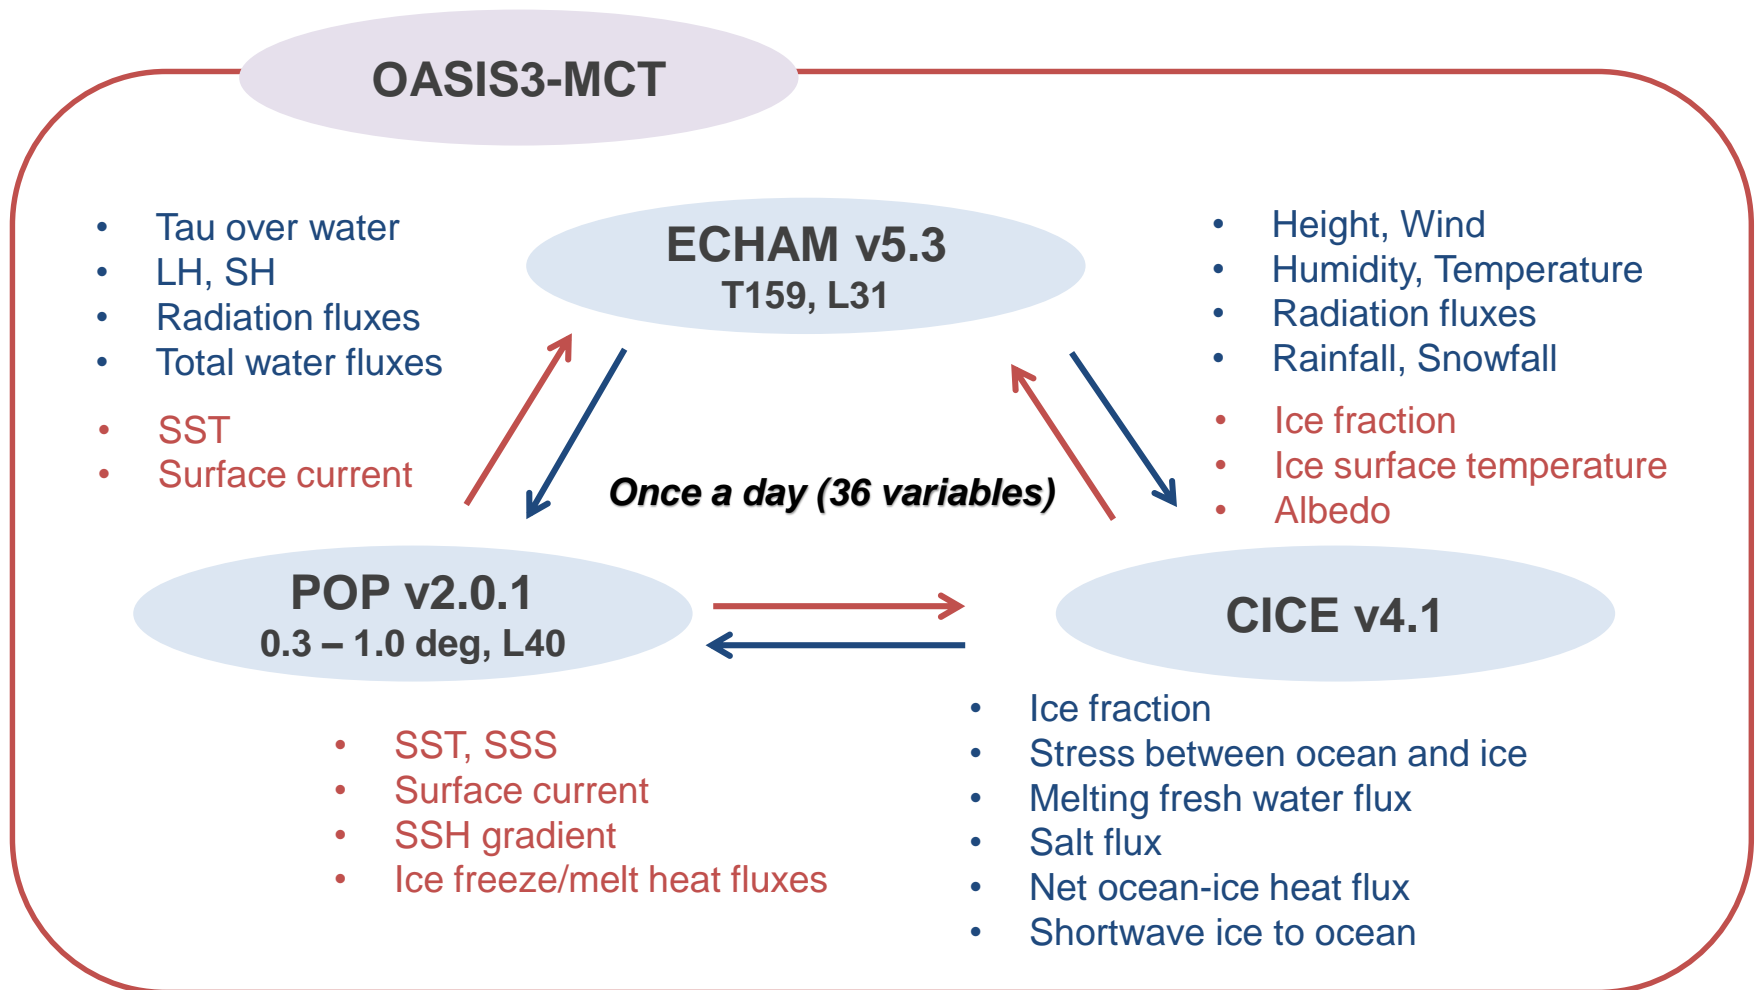 OASIS3-MCT
• Tau over water
• LH, SH
• Radiation fluxes
• Total water fluxes
• SST
• Surface current
ECHAM v5.3
T159, L31
• Height, Wind
• Humidity, Temperature
• Radiation fluxes
• Rainfall, Snowfall
• Ice fraction
• Ice surface temperature
• Albedo
Once a day (36 variables)
POP v2.0.1
0.3 – 1.0 deg, L40
CICE v4.1
• SST, SSS
• Surface current
• SSH gradient
• Ice freeze/melt heat fluxes
• Ice fraction
• Stress between ocean and ice
• Melting fresh water flux
• Salt flux
• Net ocean-ice heat flux
• Shortwave ice to ocean